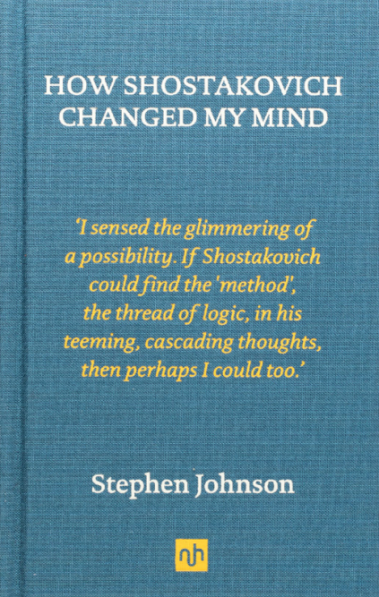 HOW SHOSTAKOVICH
CHANGED MY MIND
‘I sensed the glimmering of
a possibility. If Shostakovich
could find the 'method',
the thread of logic, in his
teeming, cascading thoughts,
then perhaps I could too.’
Stephen Johnson
nh